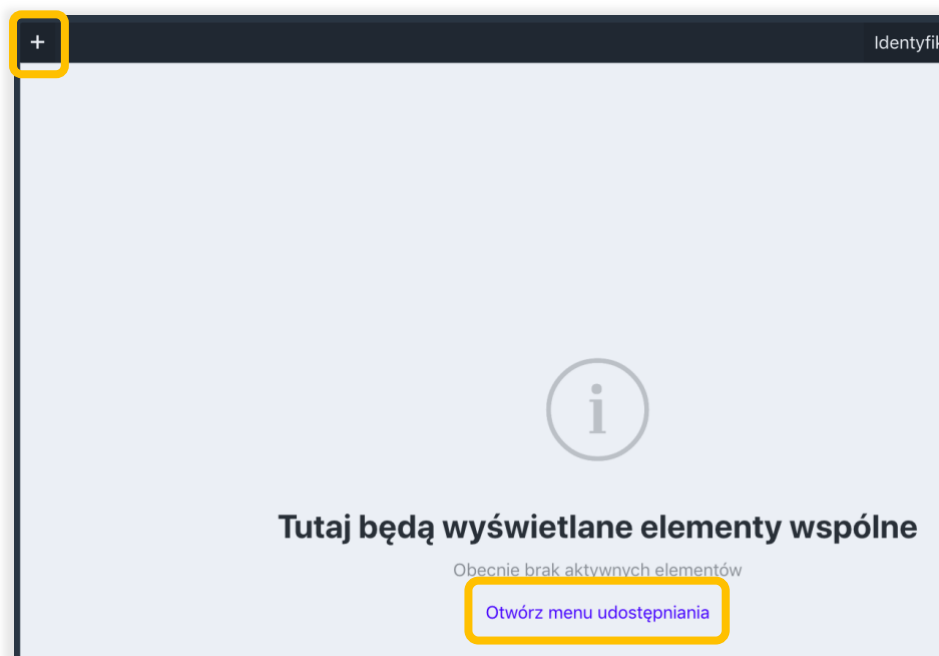 +
Identyfik
Tutaj będą wyświetlane elementy wspólne
Obecnie brak aktywnych elementów
Otwórz menu udostępniania